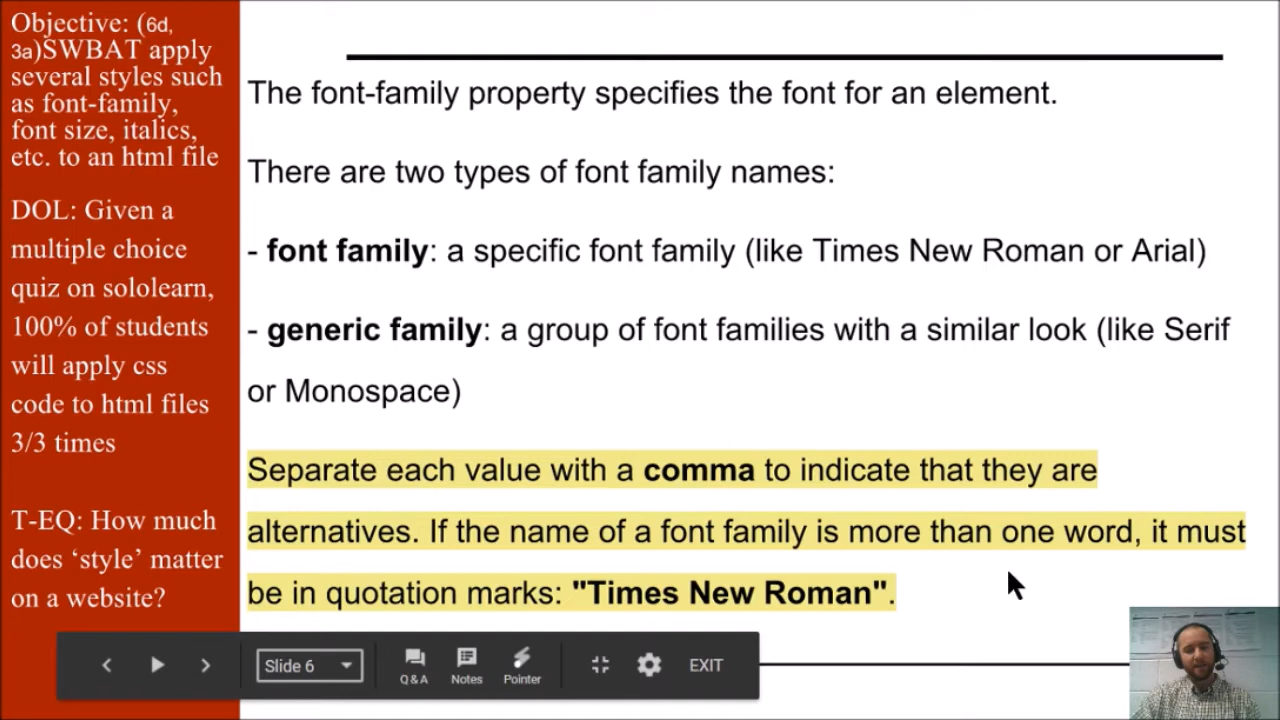 Objective: (6d,
3a)SWBAT apply
several styles such
as font-family,
font size, italics,
etc. to an html file
DOL: Given a
multiple choice
quiz on sololearn,
100% of students
will apply css
code to html files
3/3 times
T-EQ: How much
does ‘style’ matter
on a website?
The font-family property specifies the font for an element.
There are two types of font family names:
- font family: a specific font family (like Times New Roman or Arial)
- generic family: a group of font families with a similar look (like Serif
or Monospace)
Separate each value with a comma to indicate that they are
alternatives. If the name of a font family is more than one word, it must
be in quotation marks: "Times New Roman".
Slide 6
Q & A
Notes
Pointer
EXIT